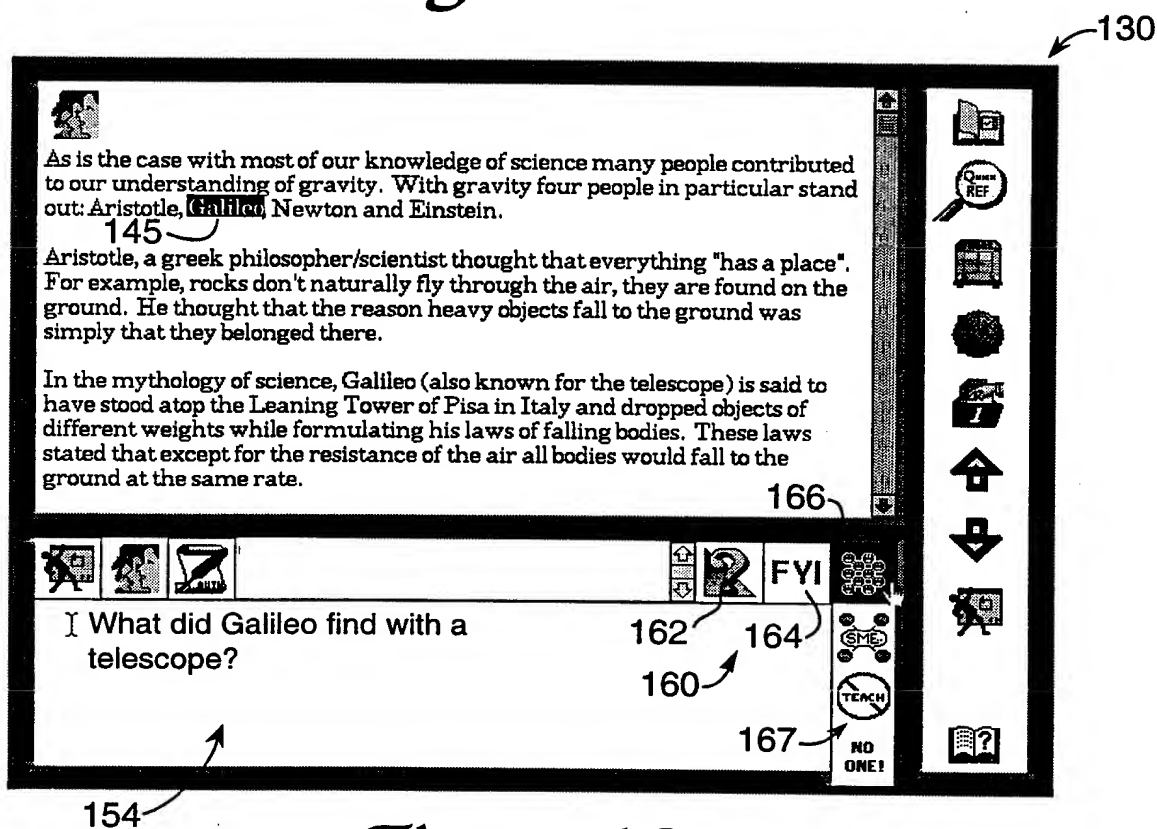 130
As is the case with most of our knowledge of science many people contributed
to our understanding of gravity. With gravity four people in particular stand
out: Aristotle, Galileo, Newton and Einstein.
145
Aristotle, a greek philosopher/scientist thought that everything "has a place".
For example, rocks don't naturally fly through the air, they are found on the
ground. He thought that the reason heavy objects fall to the ground was
simply that they belonged there.
In the mythology of science, Galileo (also known for the telescope) is said to
have stood atop the Leaning Tower of Pisa in Italy and dropped objects of
different weights while formulating his laws of falling bodies. These laws
stated that except for the resistance of the air all bodies would fall to the
ground at the same rate.
REF
1
166
FYI
What did Galileo find with a
telescope?
162
164
160
SME
TEACH
167
NO
ONE!
?
154